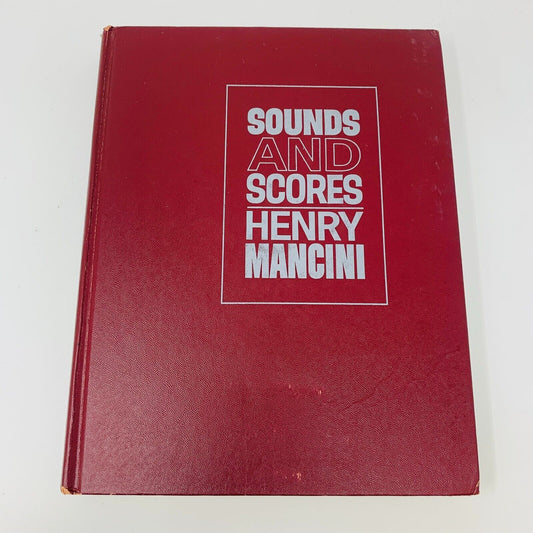 SOUNDS
AND
SCORES
HENRY
MANCINI